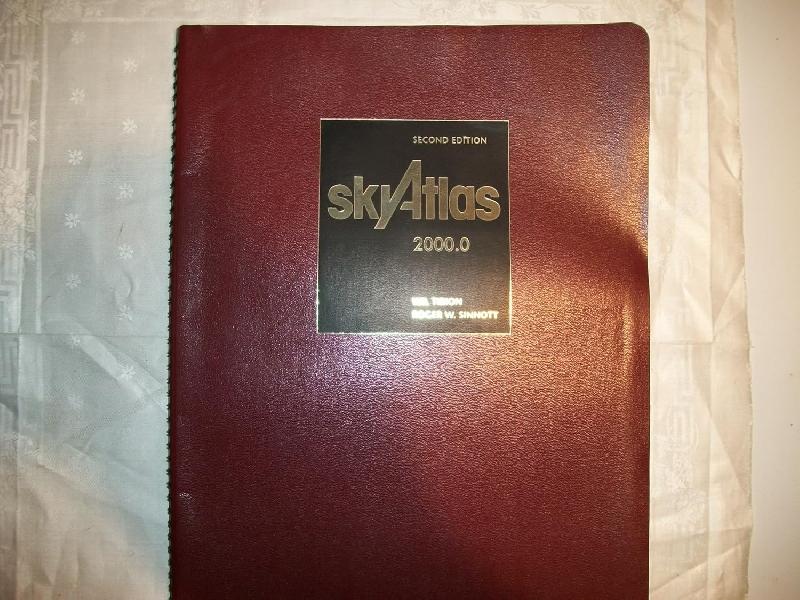 SECOND EDITION
skyAtlas
2000.0
WIL TIRION
ROGER W. SINNOTT